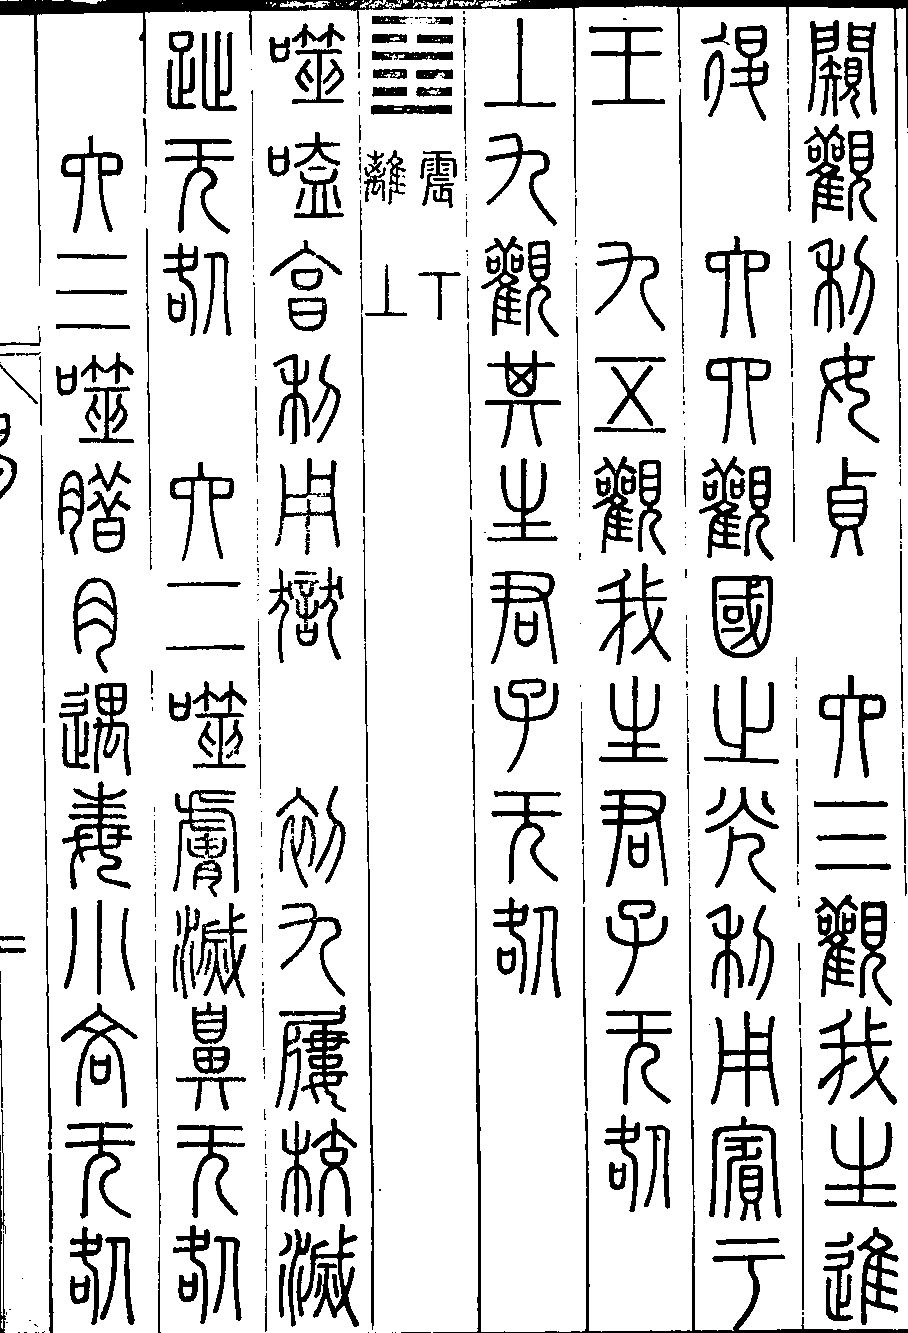 闚觀利女貞　六三觀我生進
退　六四觀國之光利用賓于
王　九五觀我生君子无咎
上九觀其生君子无咎
震下離上
噬嗑亨利用獄　初九屨校滅
趾无咎　六二噬膚滅鼻无咎
六三噬腊肉遇毒小吝无咎